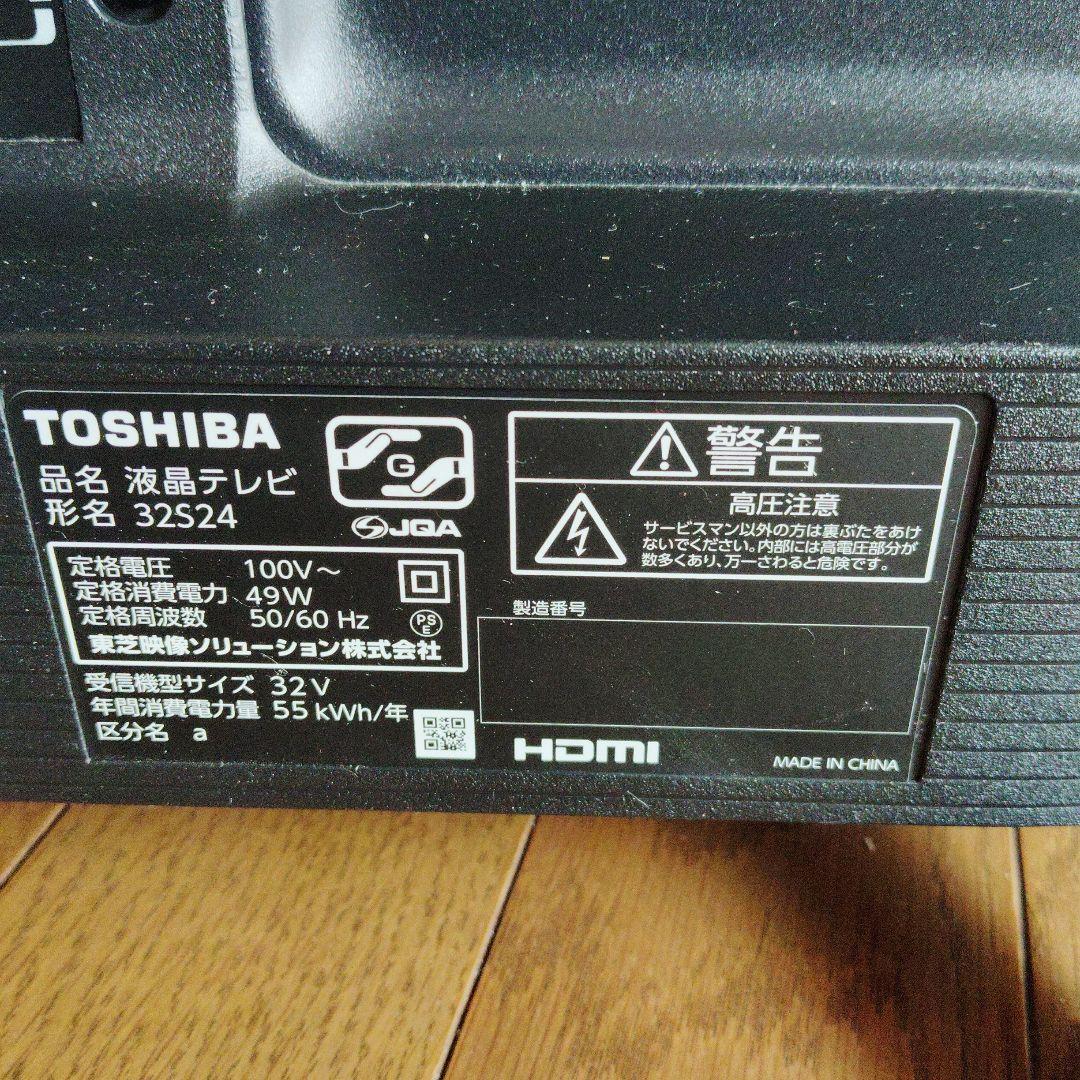 TOSHIBA
品名 液晶テレビ
形名 32S24
G
JQA
定格電圧 100V～
定格消費電力 49W
定格周波数 50/60 Hz
PS
E
東芝映像ソリューション株式会社
受信機型サイズ 32V
年間消費電力量 55 kWh/年
区分名 a
警告
高圧注意
サービスマン以外の方は裏ぶたをあけ
ないでください。内部には高電圧部分が
数多くあり、万一さわると危険です。
製造番号
HDMI
MADE IN CHINA